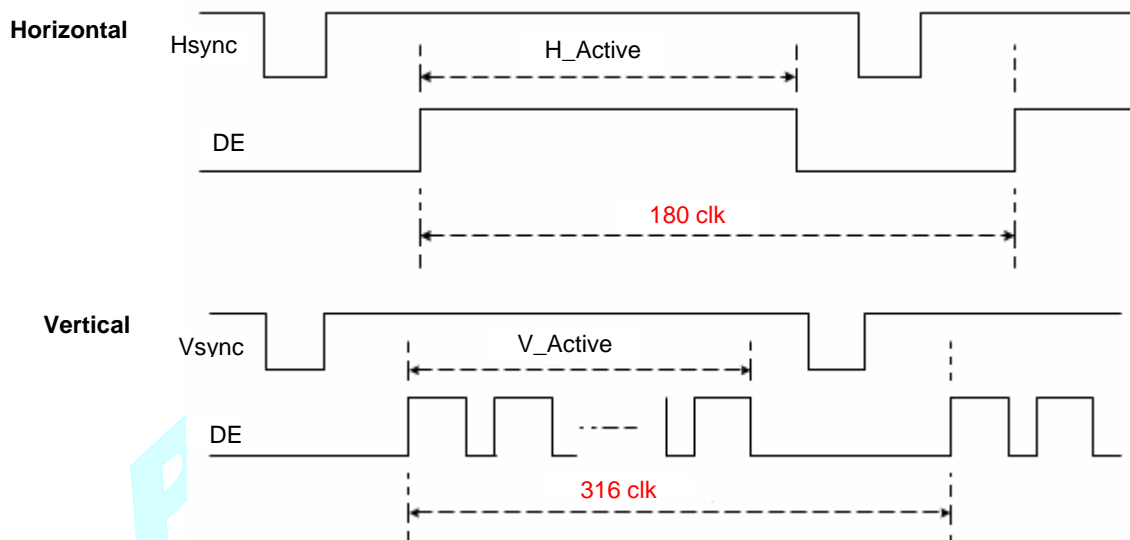 Horizontal
Hsync
H_Active
DE
180 clk
Vertical
Vsync
V_Active
DE
316 clk
P